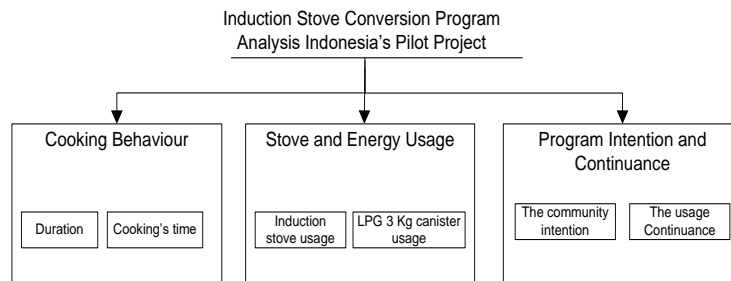 Induction Stove Conversion Program
Analysis Indonesia's Pilot Project
Cooking Behaviour
Duration
Cooking's time
Stove and Energy Usage
Induction
stove usage
LPG 3 Kg canister
usage
Program Intention and
Continuance
The community
intention
The usage
Continuance